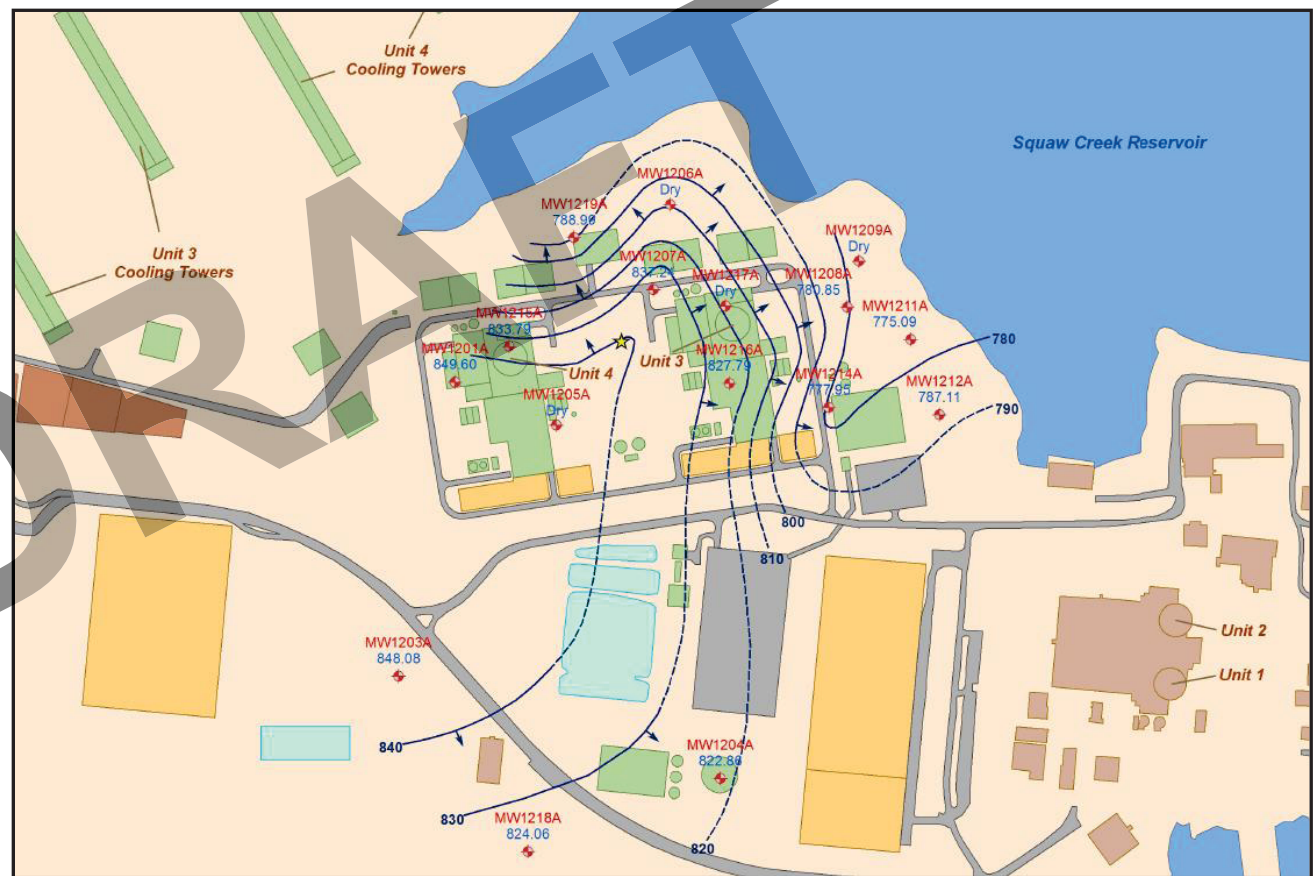 Unit 4
Cooling Towers
Squaw Creek Reservoir
MW1206A
Dry
MW1219A
788.99
MW1209A
Dry
Unit 3
Cooling Towers
MW1207A
837.24
MW1217A
Dry
MW1208A
780.85
MW1211A
775.09
MW1215A
833.79
780
MW1201A
849.60
Unit 4
Unit 3
MW1216A
827.79
MW1214A
777.95
MW1212A
787.11
MW1205A
Dry
790
800
810
Unit 2
MW1203A
848.08
Unit 1
840
MW1204A
822.86
830
MW1218A
824.06
820
DRAFT